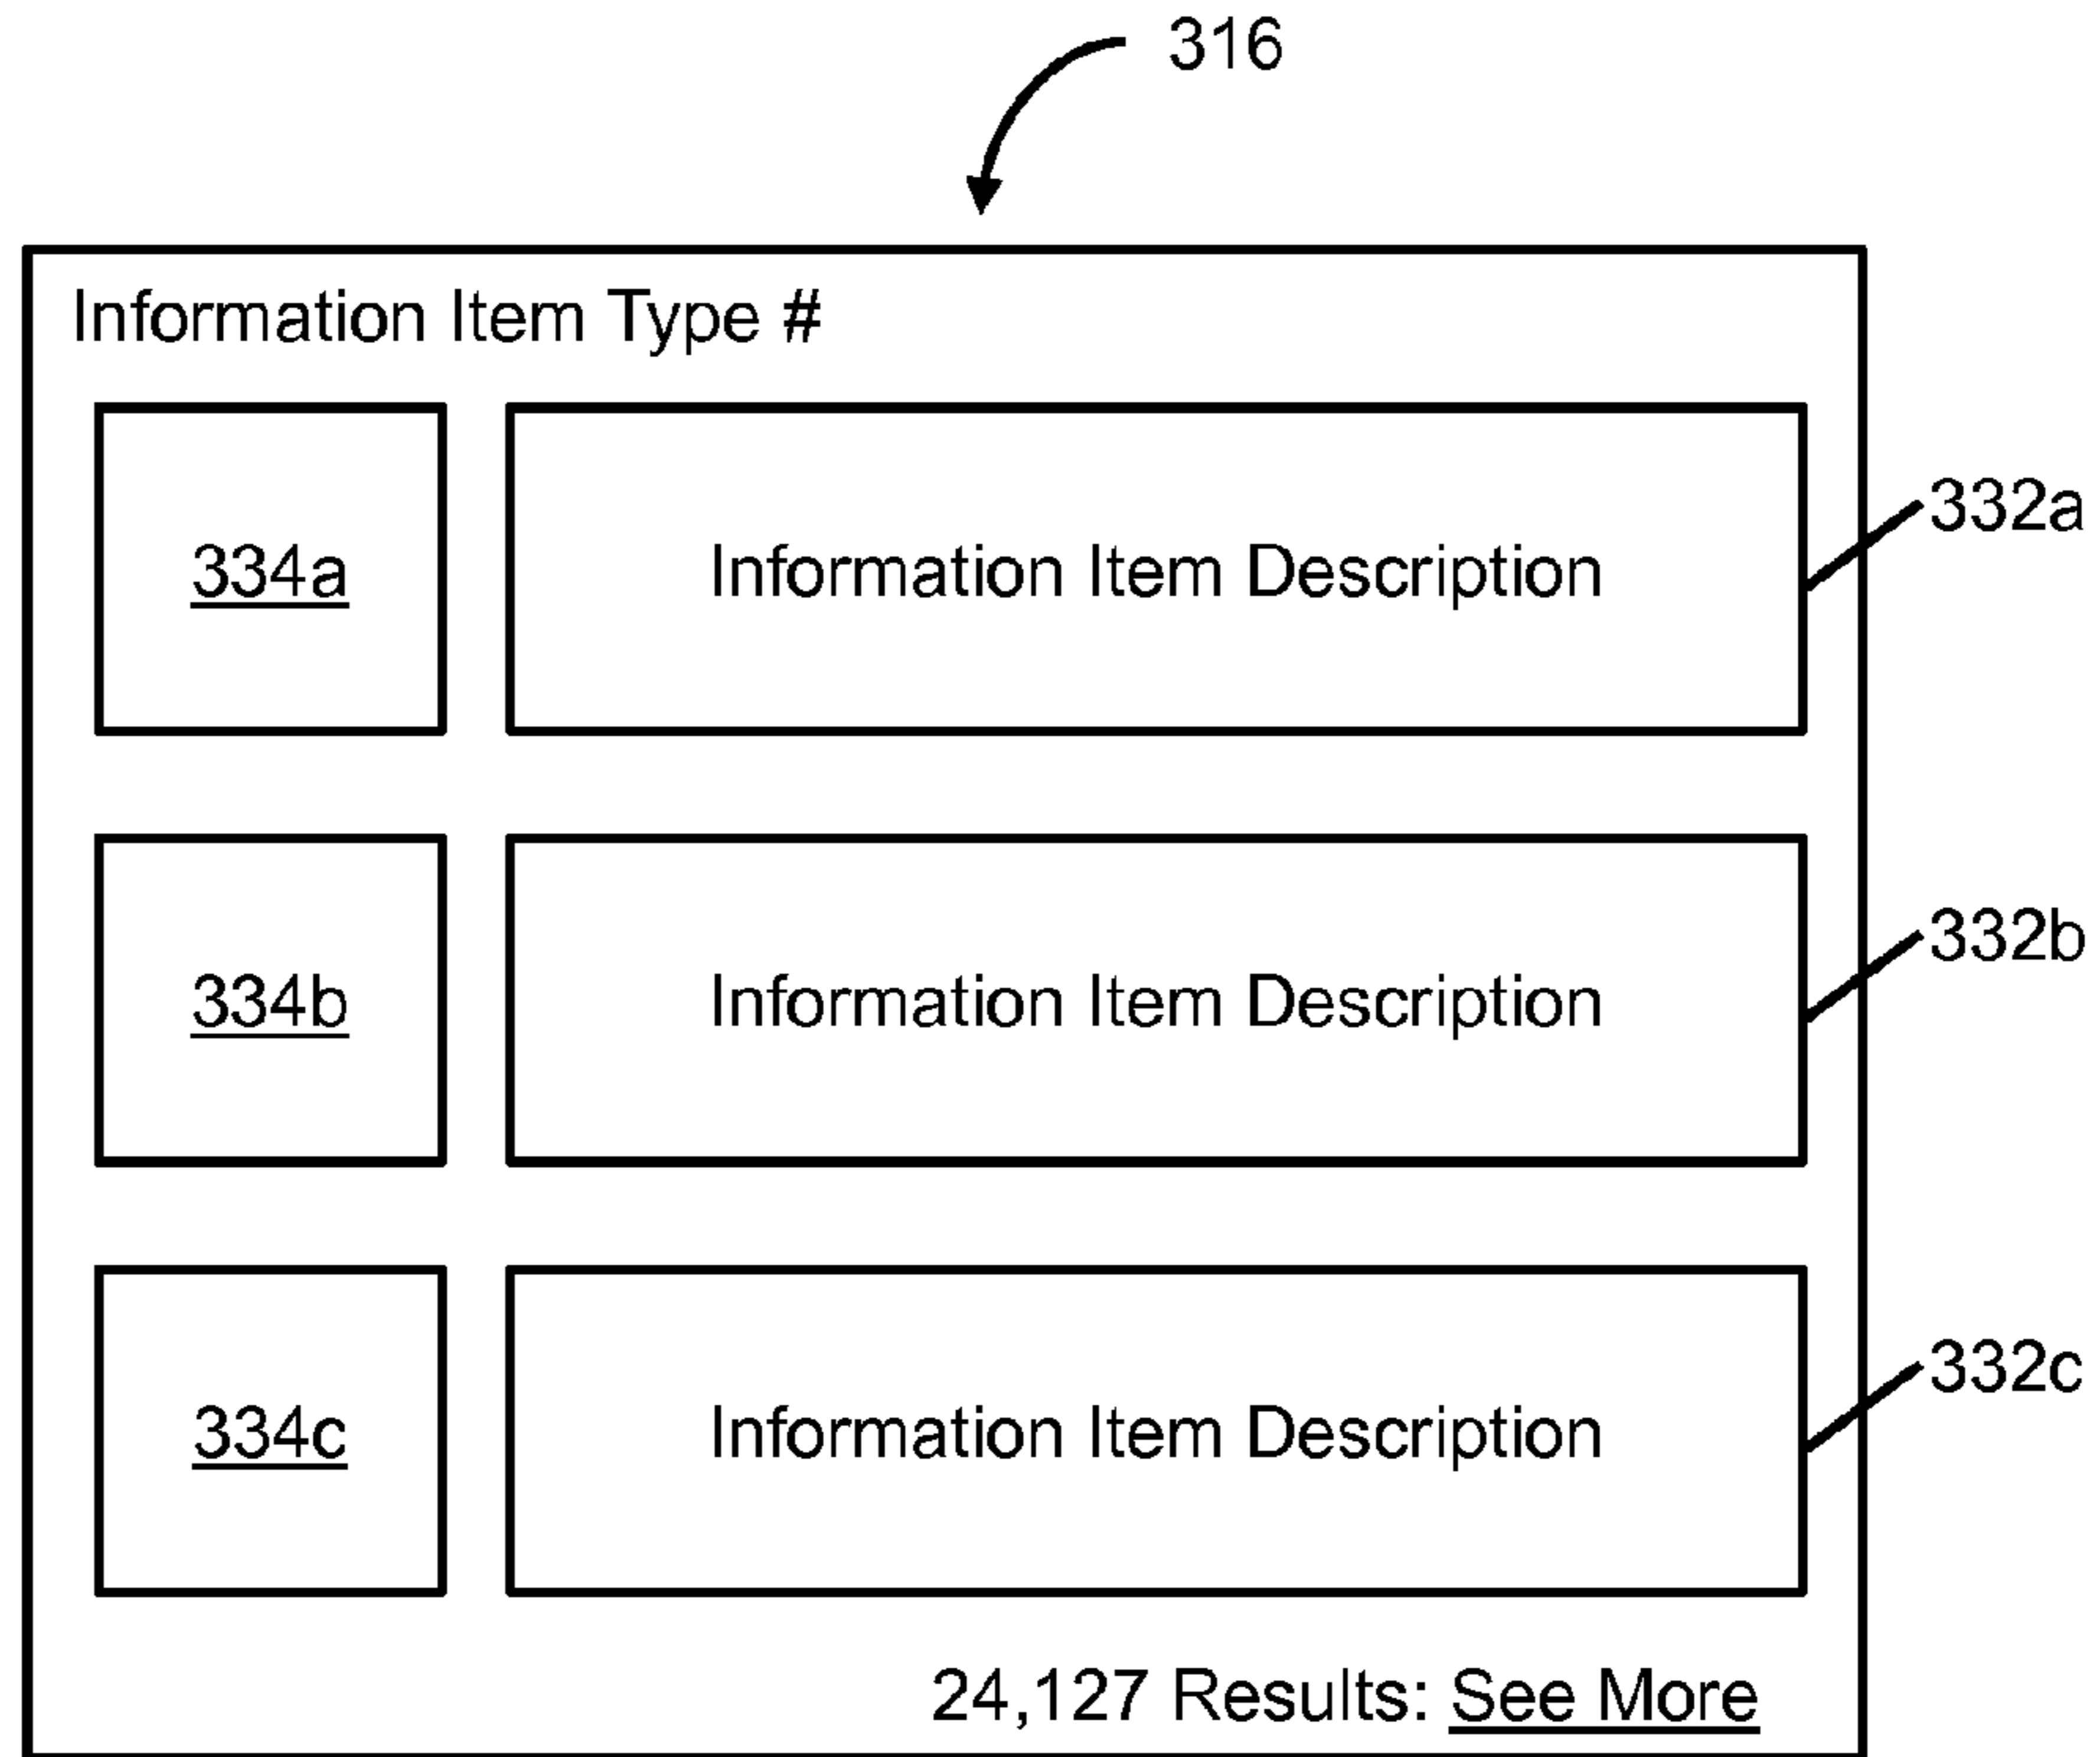 316
Information Item Type #
334a
Information Item Description
332a
334b
Information Item Description
332b
334c
Information Item Description
332c
24,127 Results: See More